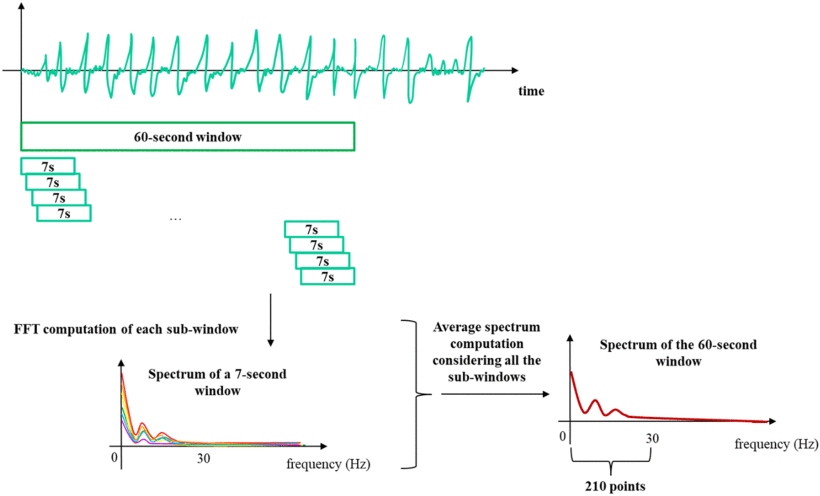 time
60-second window
7s
7s
7s
7s
...
7s
7s
7s
7s
FFT computation of each sub-window
Spectrum of a 7-second
window
0
30
frequency (Hz)
Average spectrum
computation
considering all the
sub-windows
Spectrum of the 60-second
window
0
30
frequency (Hz)
210 points